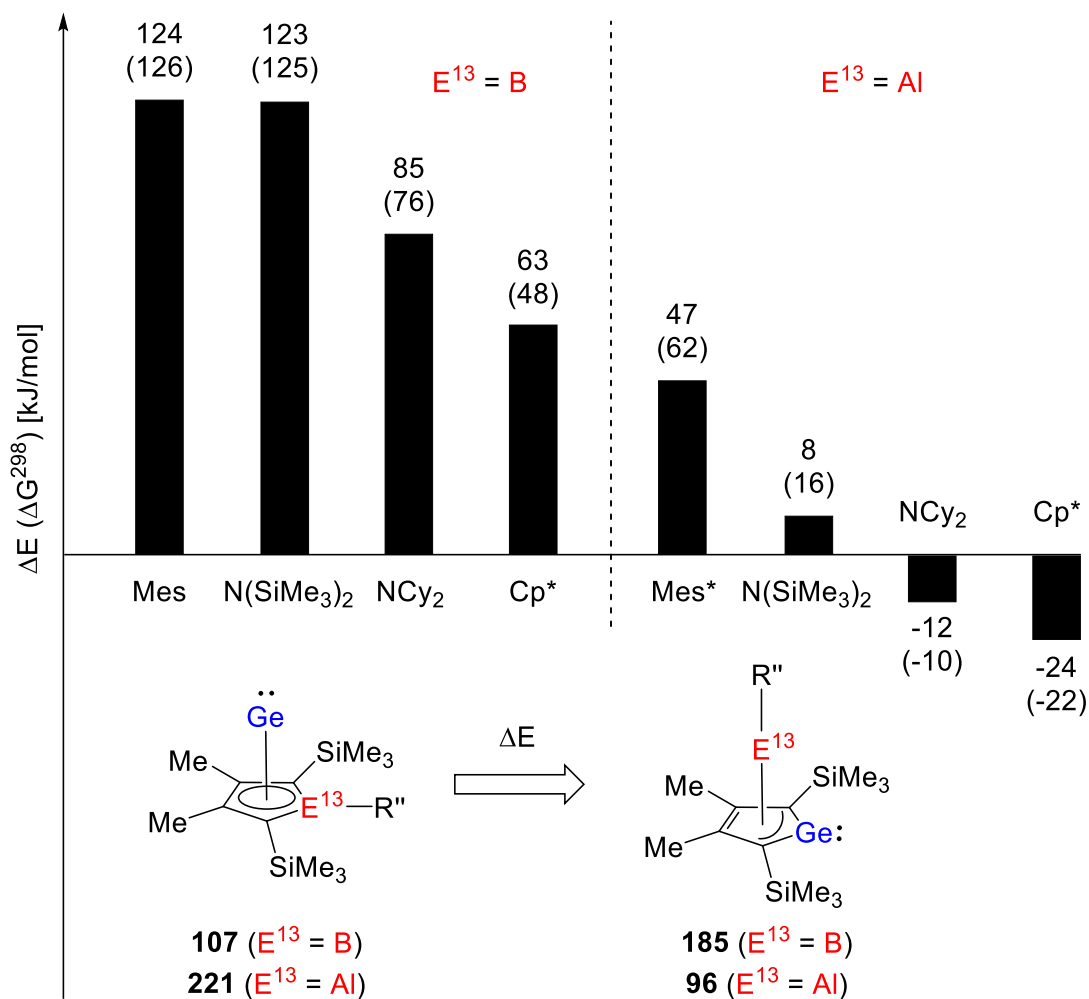 124
(126)
123
(125)
E¹³ = B
E¹³ = Al
85
(76)
63
(48)
47
(62)
8
(16)
ΔE (ΔG²⁹⁸) [kJ/mol]
NCy₂
Cp*
Mes
N(SiMe₃)₂
NCy₂
Cp*
Mes*
N(SiMe₃)₂
-12
(-10)
-24
(-22)
Ge
SiMe₃
Me
Me
E¹³
R"
SiMe₃
ΔE
R"
E¹³
SiMe₃
Me
Me
Ge:
SiMe₃
107 (E¹³ = B)
221 (E¹³ = Al)
185 (E¹³ = B)
96 (E¹³ = Al)